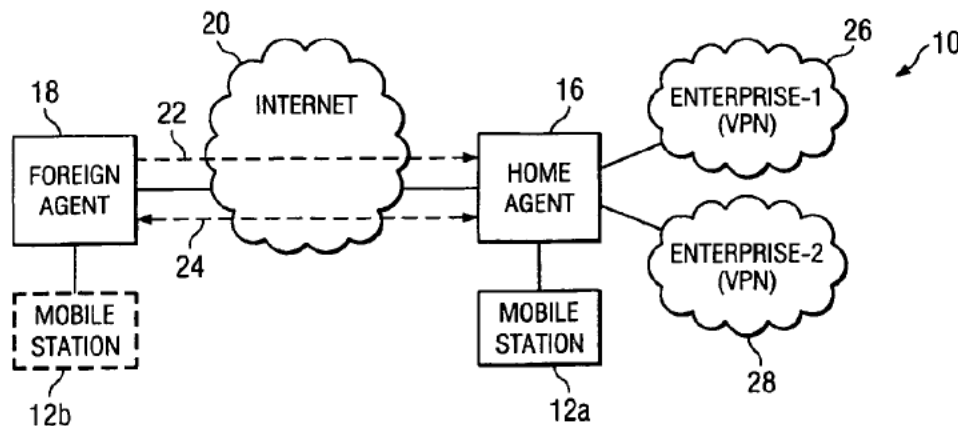 20
26
10
18
INTERNET
16
ENTERPRISE-1
(VPN)
22
FOREIGN
AGENT
HOME
AGENT
24
ENTERPRISE-2
(VPN)
MOBILE
STATION
MOBILE
STATION
28
12b
12a